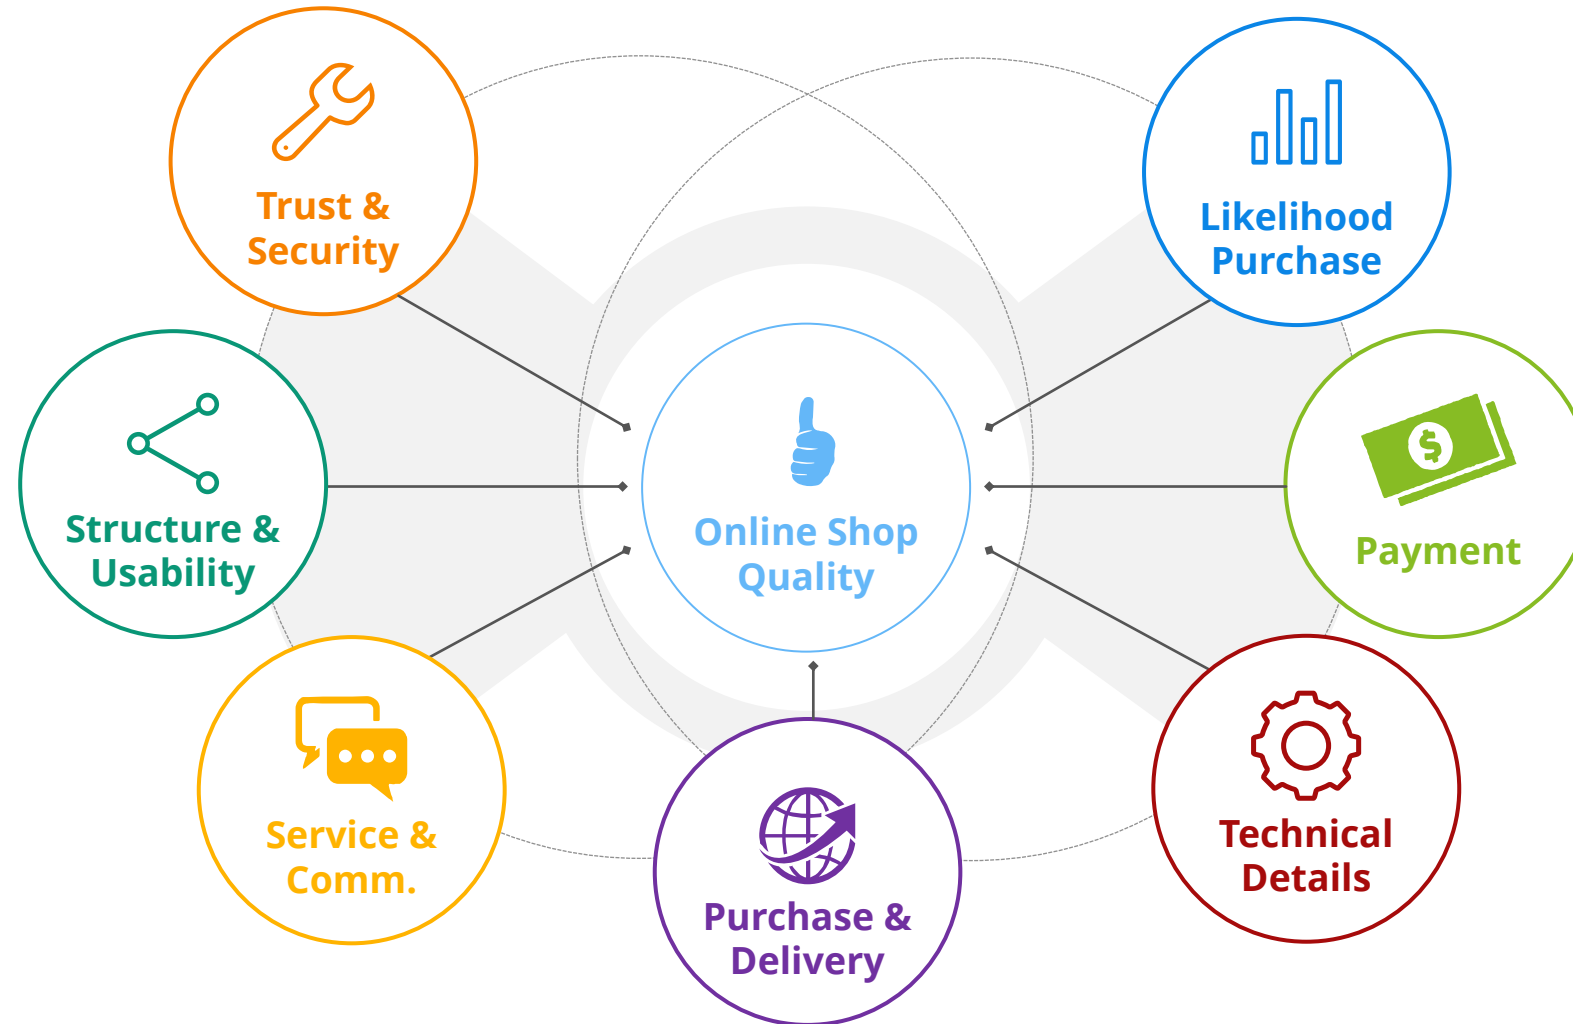 Trust &
Security
Likelihood
Purchase
Structure &
Usability
Online Shop
Quality
$
Payment
Service &
Comm.
Purchase &
Delivery
Technical
Details